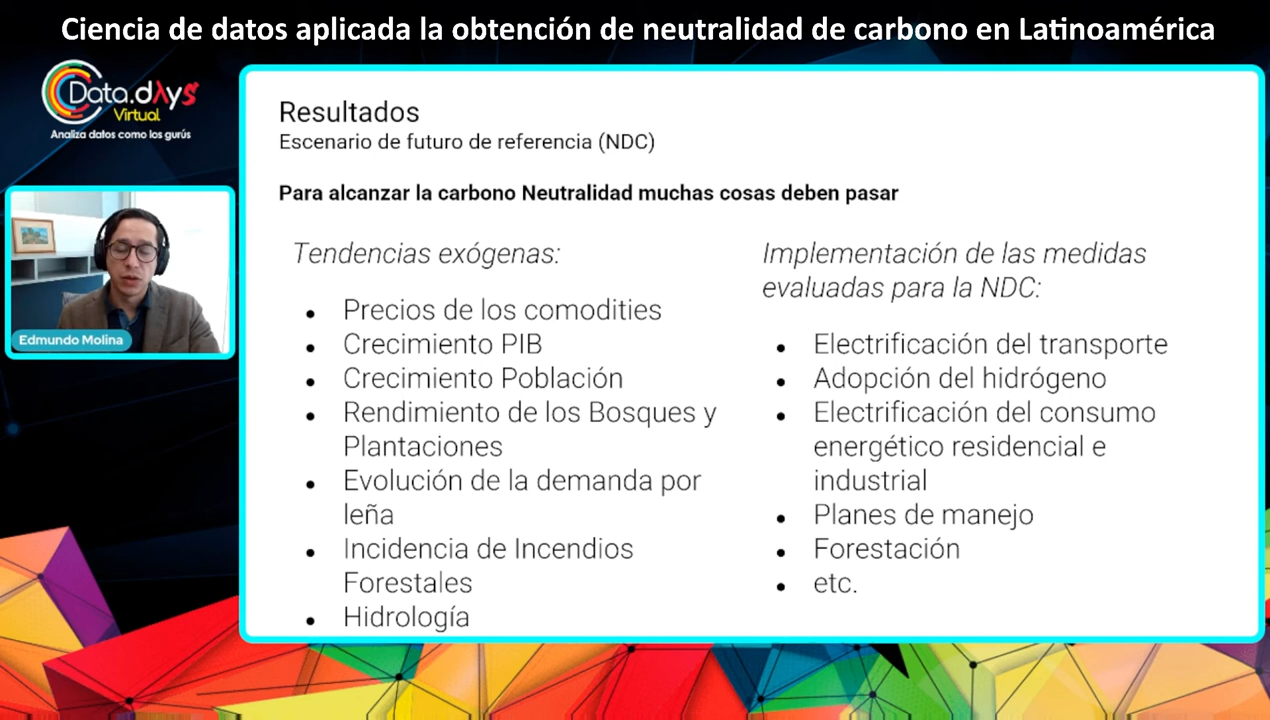 Ciencia de datos aplicada la obtención de neutralidad de carbono en Latinoamérica
Data.dλys
Virtual
Analiza datos como los gurús
Edmundo Molina
Resultados
Escenario de futuro de referencia (NDC)
Para alcanzar la carbono Neutralidad muchas cosas deben pasar
Tendencias exógenas:
• Precios de los comodities
• Crecimiento PIB
• Crecimiento Población
• Rendimiento de los Bosques y
Plantaciones
• Evolución de la demanda por
leña
• Incidencia de Incendios
Forestales
• Hidrología
Implementación de las medidas
evaluadas para la NDC:
• Electrificación del transporte
• Adopción del hidrógeno
• Electrificación del consumo
energético residencial e
industrial
• Planes de manejo
• Forestación
• etc.